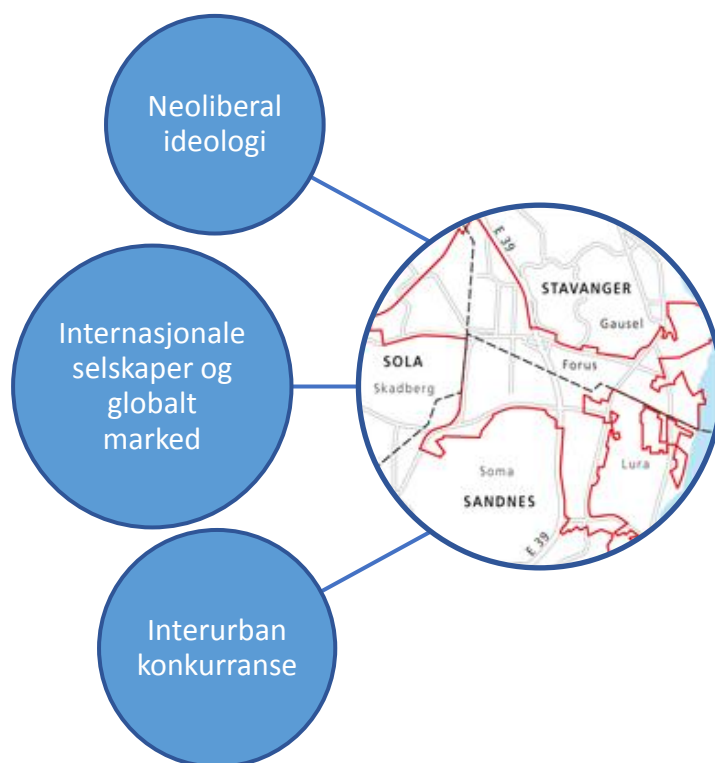 Neoliberal
ideologi
Internasjonale
selskaper og
globalt
marked
Interurban
konkurranse
E 39
STAVANGER
Gausel
SOLA
Forus
Skadberg
Soma
Lura
SANDNES
E 39